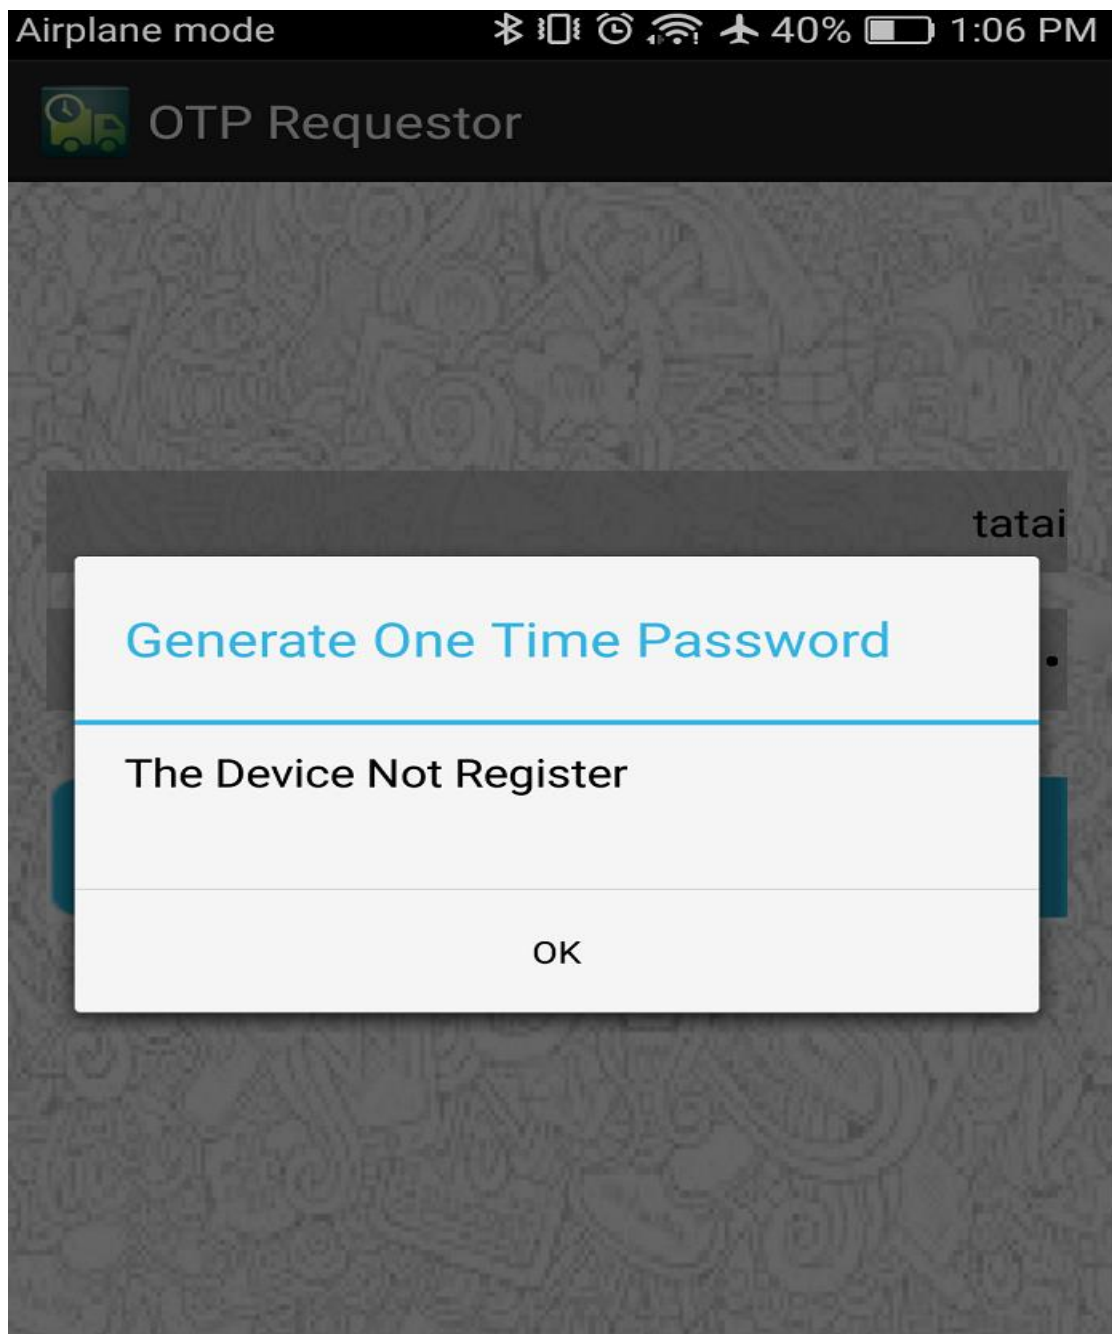 Airplane mode 40% 1:06 PM
OTP Requestor
tatai
Generate One Time Password
The Device Not Register
OK